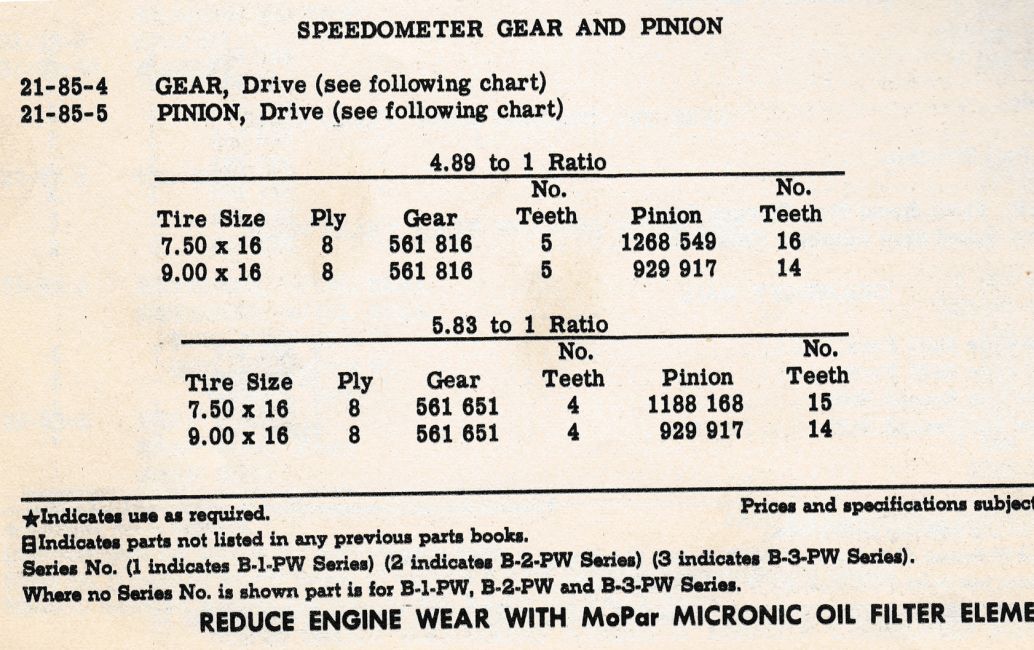 SPEEDOMETER GEAR AND PINION
21-85-4 GEAR, Drive (see following chart)
21-85-5 PINION, Drive (see following chart)
4.89 to 1 Ratio
No. No.
Tire Size Ply Gear Teeth Pinion Teeth
7.50 x 16 8 561 816 5 1268 549 16
9.00 x 16 8 561 816 5 929 917 14
5.83 to 1 Ratio
No. No.
Tire Size Ply Gear Teeth Pinion Teeth
7.50 x 16 8 561 651 4 1188 168 15
9.00 x 16 8 561 651 4 929 917 14
★Indicates use as required. Prices and specifications subject
⊟Indicates parts not listed in any previous parts books.
Series No. (1 indicates B-1-PW Series) (2 indicates B-2-PW Series) (3 indicates B-3-PW Series).
Where no Series No. is shown part is for B-1-PW, B-2-PW and B-3-PW Series.
REDUCE ENGINE WEAR WITH MoPar MICRONIC OIL FILTER ELEME